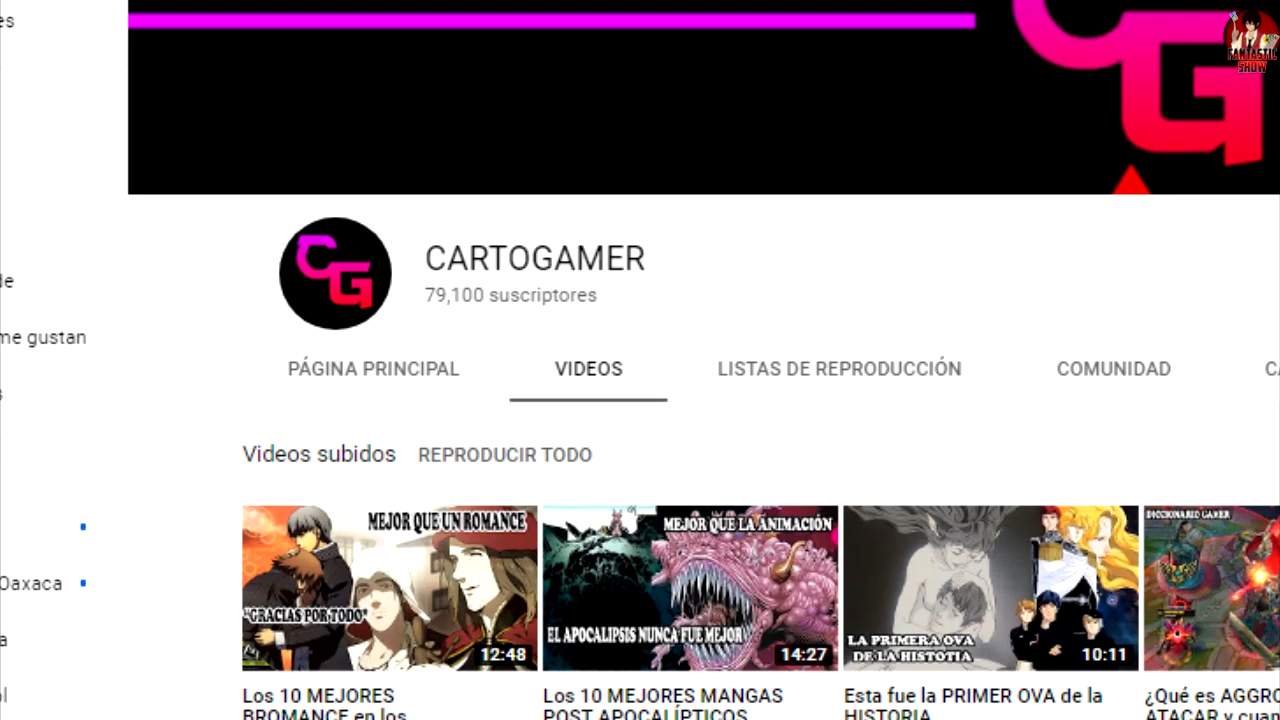 es
FANTASTIC
SHOW
CG
CG
CARTOGAMER
79,100 suscriptores
de
me gustan
PÁGINA PRINCIPAL
VIDEOS
LISTAS DE REPRODUCCIÓN
COMUNIDAD
Videos subidos
REPRODUCIR TODO
Oaxaca
MEJOR QUE UN ROMANCE
"GRACIAS POR TODO"
12:48
MEJOR QUE LA ANIMACIÓN
EL APOCALIPSIS NUNCA FUE MEJOR
14:27
LA PRIMERA OVA
DE LA HISTOTIA
10:11
DICCIONARIO GAMER
Los 10 MEJORES
BROMANCE en los
Los 10 MEJORES MANGAS
POST APOCALÍPTICOS
Esta fue la PRIMER OVA de la
HISTORIA
¿Qué es AGGRO
ATACAR y cuan